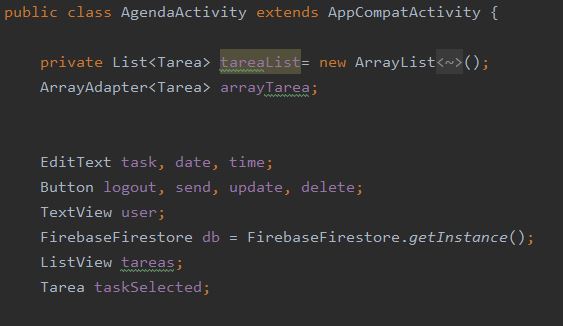 public class AgendaActivity extends AppCompatActivity {
private List<Tarea> tareaList= new ArrayList<~>();
ArrayAdapter<Tarea> arrayTarea;
EditText task, date, time;
Button logout, send, update, delete;
TextView user;
FirebaseFirestore db = FirebaseFirestore.getInstance();
ListView tareas;
Tarea taskSelected;